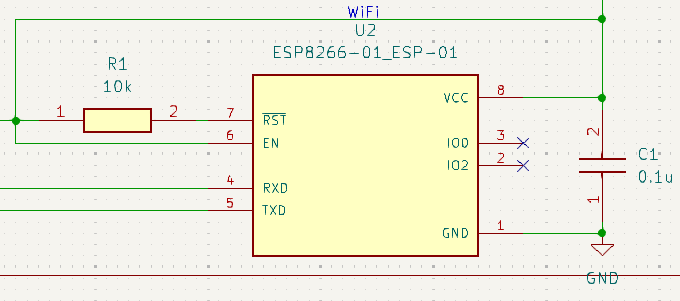 WiFi
U2
ESP8266-01_ESP-01
R1
10k
1
2
7
RST
6
EN
4
RXD
5
TXD
VCC
8
IO0
3
IO2
2
GND
1
2
C1
0.1u
1
GND